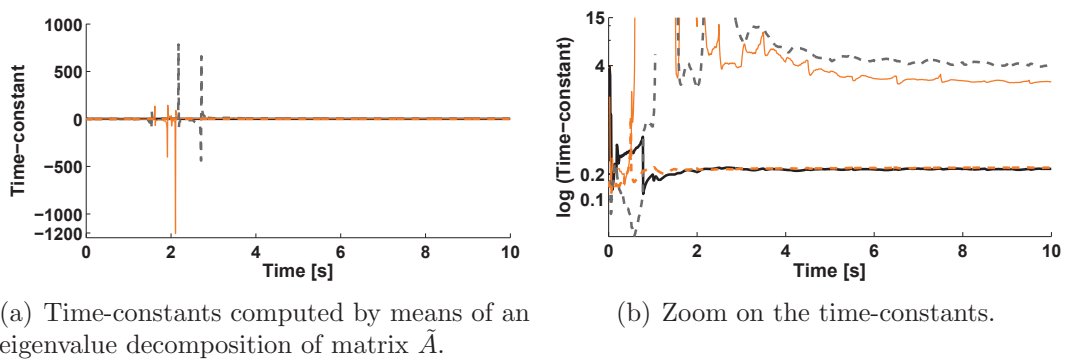 1000
500
0
−500
−1000
−1200
Time−constant
0 2 4 6 8 10
Time [s]
15
4
0.2
0.1
log (Time−constant)
0 2 4 6 8 10
Time [s]
(a) Time-constants computed by means of an
eigenvalue decomposition of matrix Ã.
(b) Zoom on the time-constants.